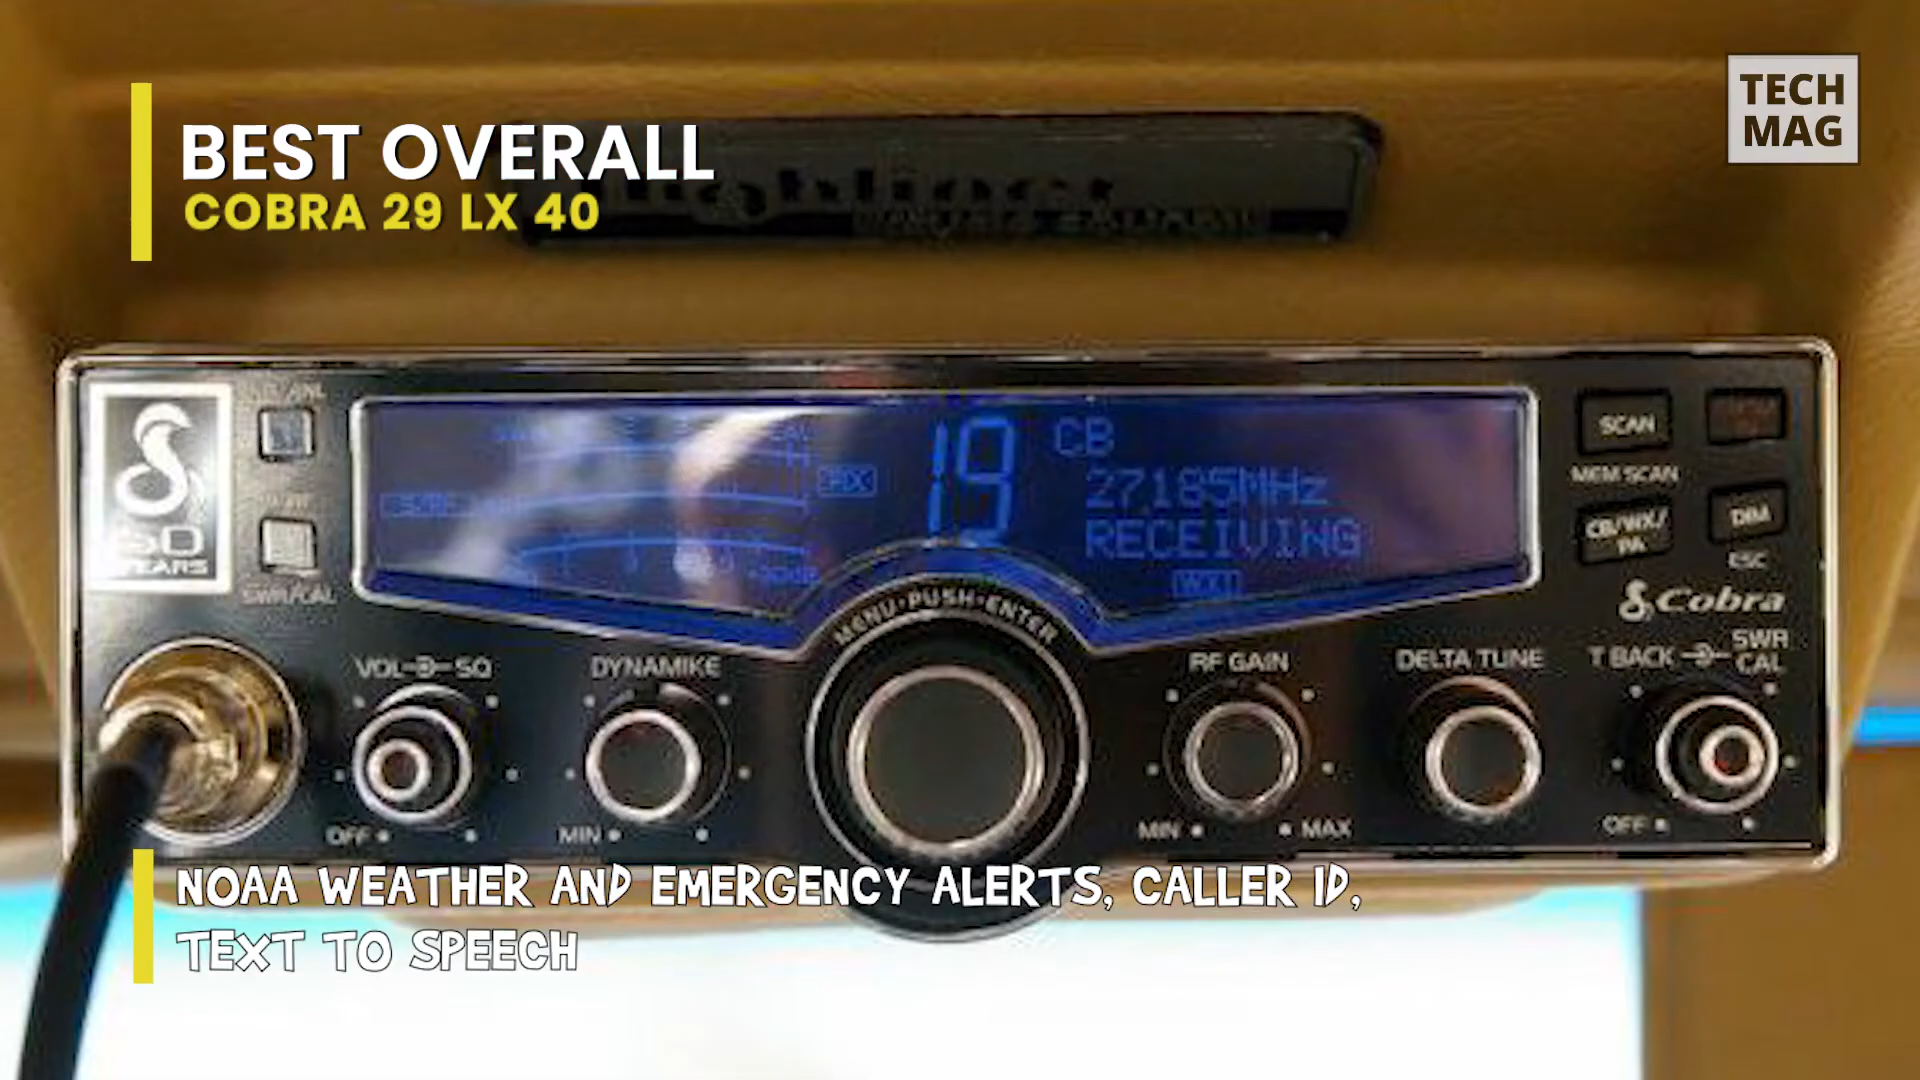 BEST OVERALL
COBRA 29 LX 40
TECH
MAG
SCAN
MEM SCAN
CB/WX/
PA
DIM
ESC
Cobra
50
YEARS
SWR/CAL
19
CB
27.185MHz
RECEIVING
WX1
RX
MENU•PUSH•ENTER
VOL SQ
DYNAMIKE
RF GAIN
DELTA TUNE
T BACK
SWR
CAL
OFF
MIN
MIN
MAX
OFF
NOAA WEATHER AND EMERGENCY ALERTS, CALLER ID,
TEXT TO SPEECH